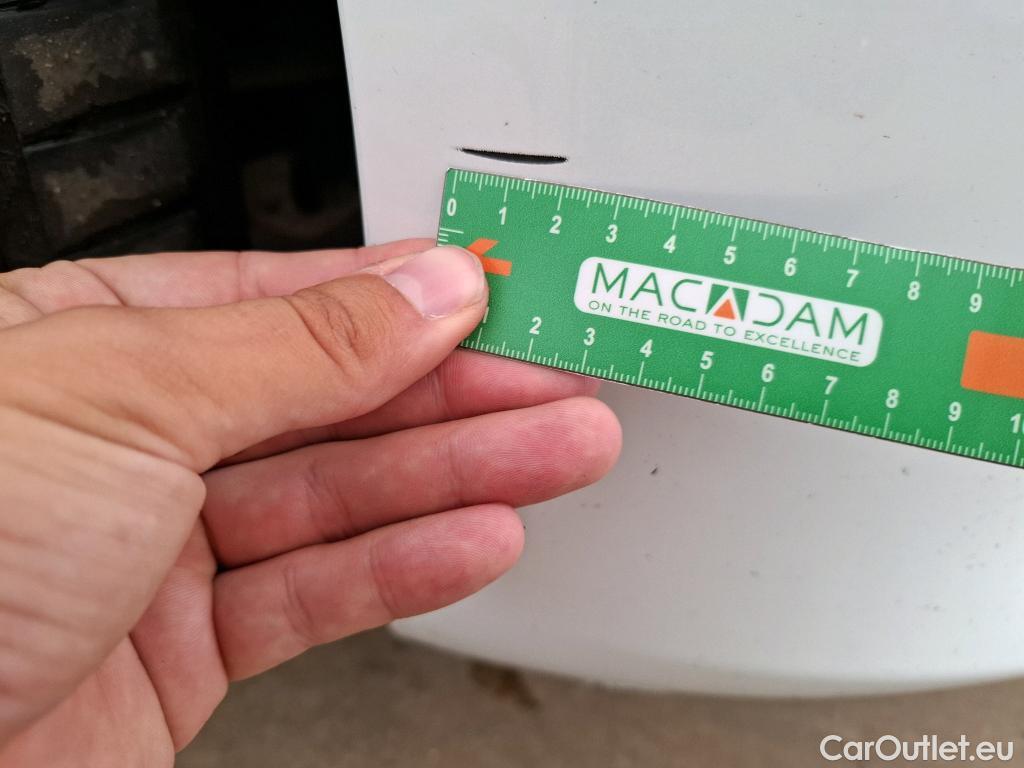 0 1 2 3 4 5 6 7 8 9
MACADAM
ON THE ROAD TO EXCELLENCE
2 3 4 5 6 7 8 9
CarOutlet.eu